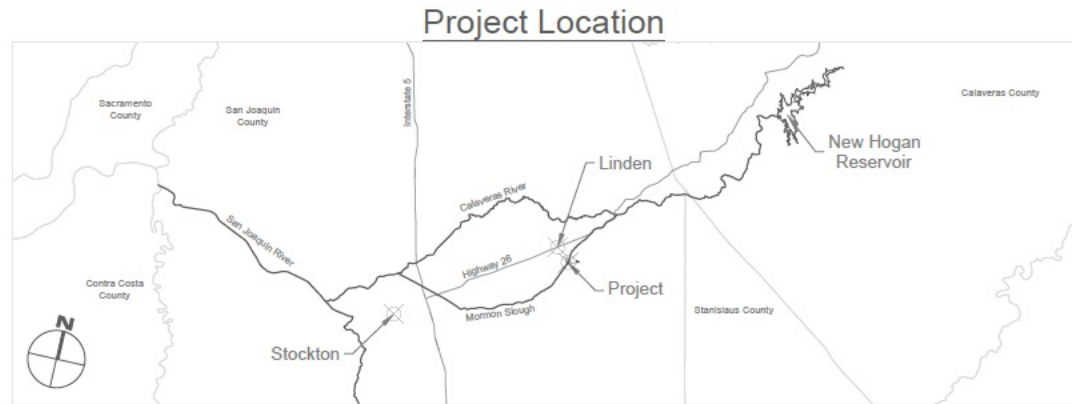 Project Location
Sacramento
County
San Joaquin
County
Interstate 5
Calaveras County
New Hogan
Reservoir
Linden
Calaveras River
San Joaquin River
Highway 26
Contra Costa
County
Project
Mormon Slough
Stanislaus County
Stockton
N